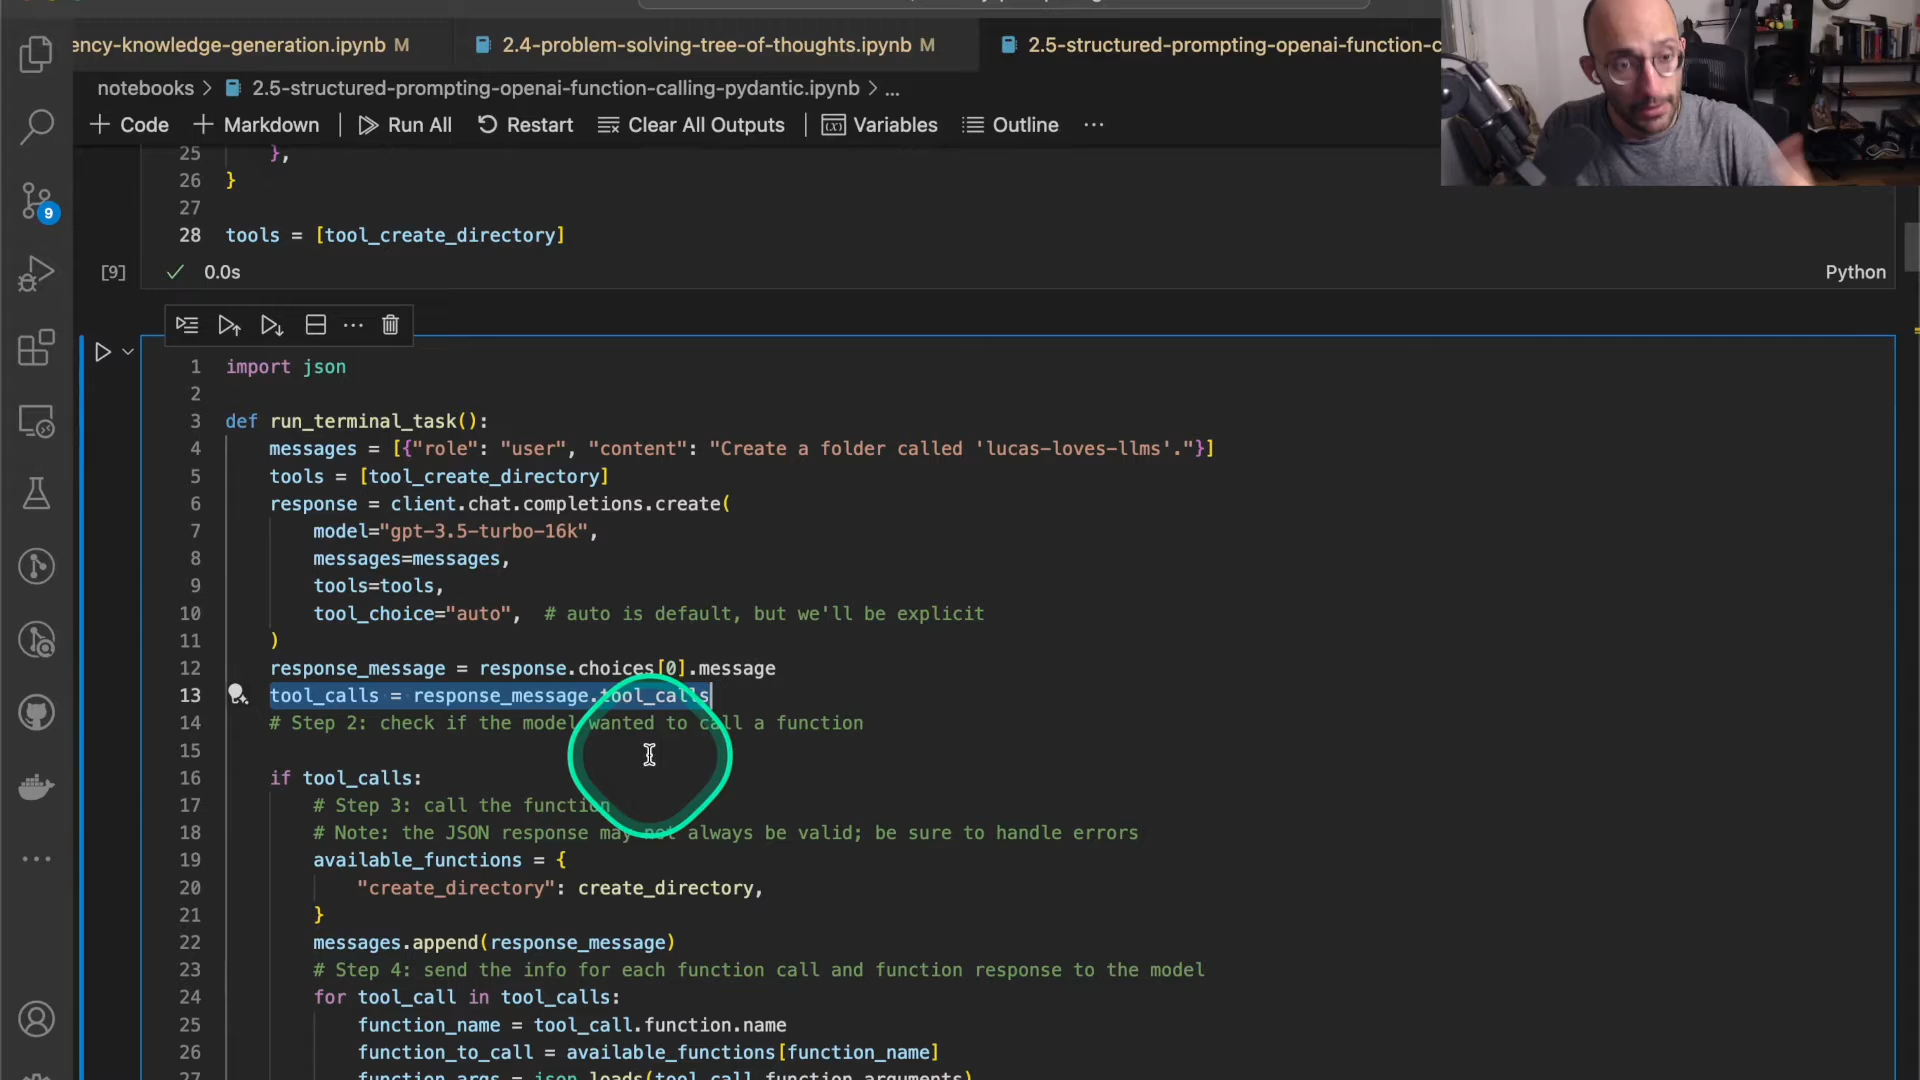 ency-knowledge-generation.ipynb M
2.4-problem-solving-tree-of-thoughts.ipynb M
2.5-structured-prompting-openai-function-c
notebooks > 2.5-structured-prompting-openai-function-calling-pydantic.ipynb > ...
+ Code + Markdown | Run All Restart Clear All Outputs | Variables Outline ...
25 },
26 }
27
28 tools = [tool_create_directory]
[9] ✓ 0.0s Python
9
1 import json
2
3 def run_terminal_task():
4 messages = [{"role": "user", "content": "Create a folder called 'lucas-loves-llms'."}]
5 tools = [tool_create_directory]
6 response = client.chat.completions.create(
7 model="gpt-3.5-turbo-16k",
8 messages=messages,
9 tools=tools,
10 tool_choice="auto",  # auto is default, but we'll be explicit
11 )
12 response_message = response.choices[0].message
13 tool_calls = response_message.tool_calls
14 # Step 2: check if the model wanted to call a function
15
16 if tool_calls:
17 # Step 3: call the function
18 # Note: the JSON response may not always be valid; be sure to handle errors
19 available_functions = {
20 "create_directory": create_directory,
21 }
22 messages.append(response_message)
23 # Step 4: send the info for each function call and function response to the model
24 for tool_call in tool_calls:
25 function_name = tool_call.function.name
26 function_to_call = available_functions[function_name]
27 function_args = json.loads(tool_call.function.arguments)